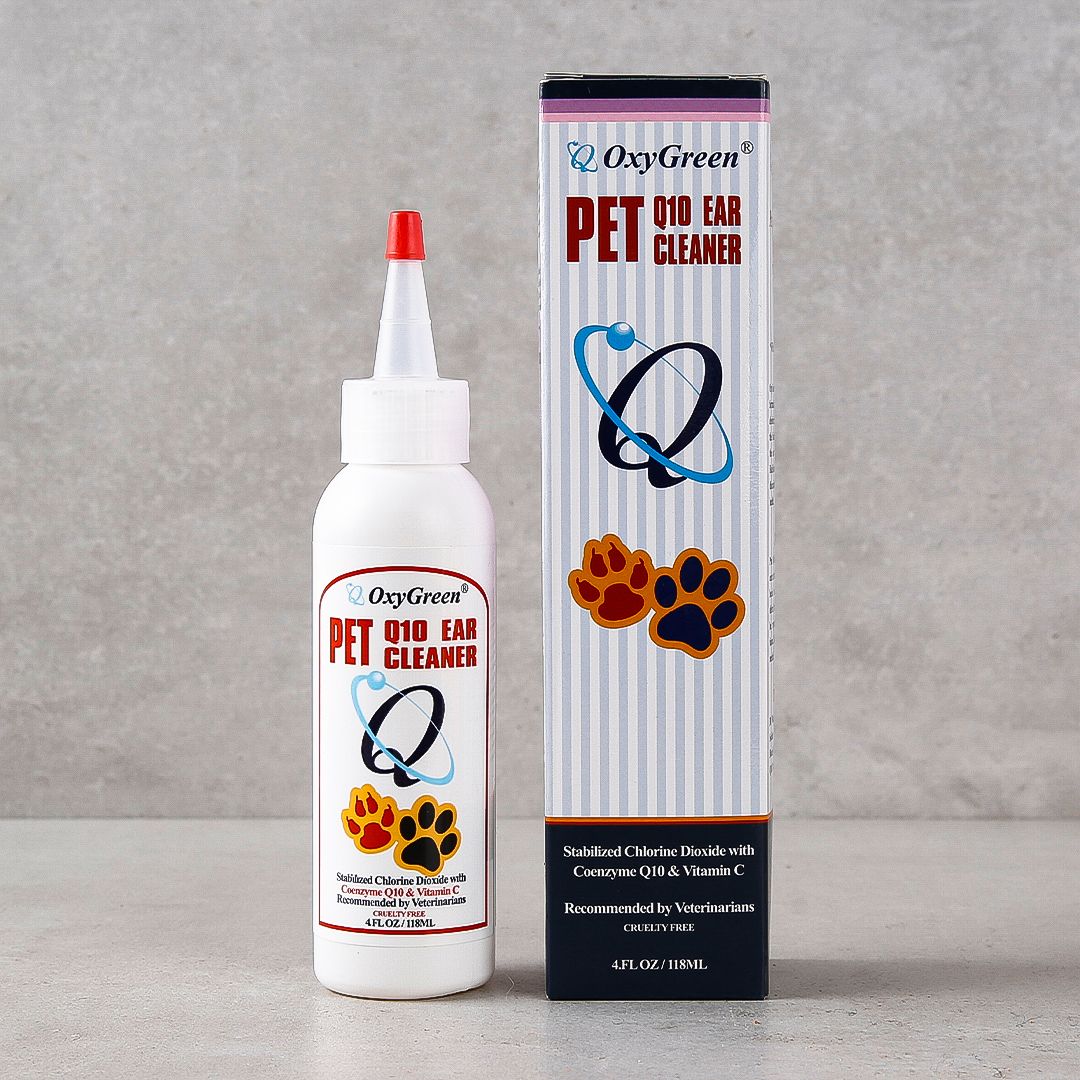 OxyGreen®
PET Q10 EAR
CLEANER
Stabilized Chlorine Dioxide with
Coenzyme Q10 & Vitamin C
Recommended by Veterinarians
CRUELTY FREE
4.FL OZ / 118ML
OxyGreen®
PET Q10 EAR
CLEANER
Stabilized Chlorine Dioxide with
Coenzyme Q10 & Vitamin C
Recommended by Veterinarians
CRUELTY FREE
4.FL OZ / 118ML